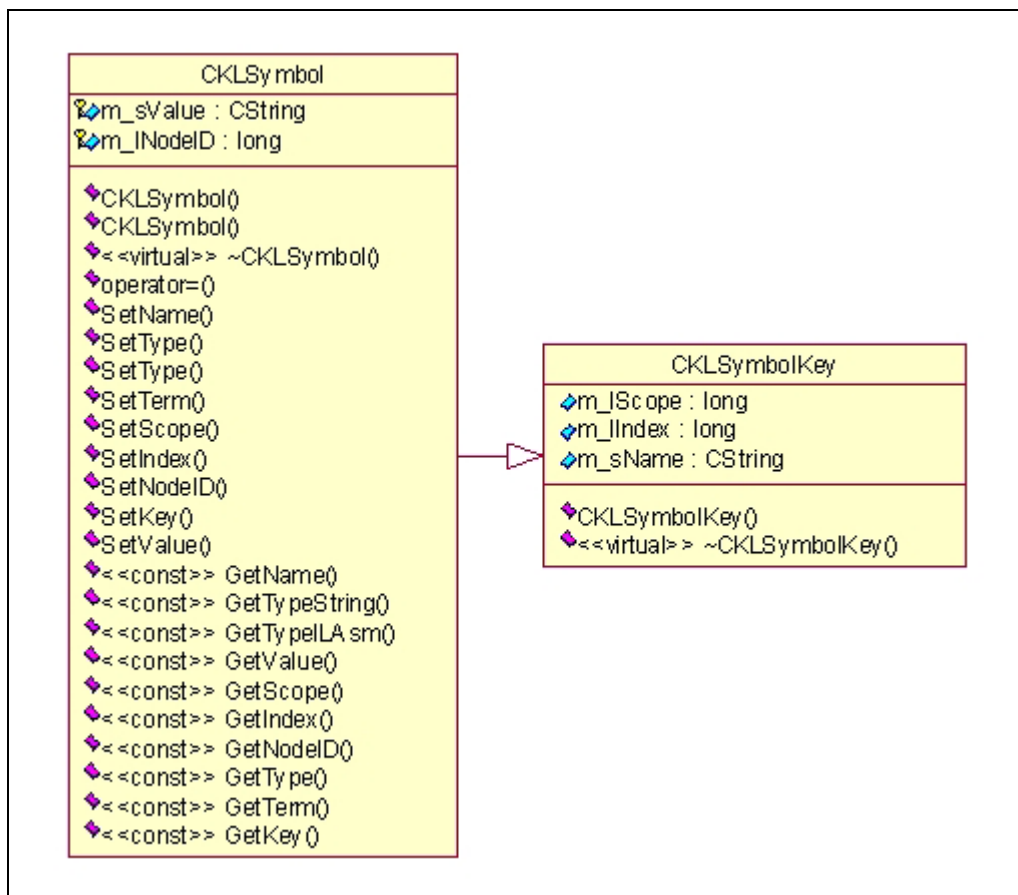 CKLSymbol
m_sValue : CString
m_lNodeID : long
CKLSymbol()
CKLSymbol()
<<virtual>> ~CKLSymbol()
operator=()
SetName()
SetType()
SetType()
SetTerm()
SetScope()
SetIndex()
SetNodeID()
SetKey()
SetValue()
<<const>> GetName()
<<const>> GetTypeString()
<<const>> GetTypeILAsm()
<<const>> GetValue()
<<const>> GetScope()
<<const>> GetIndex()
<<const>> GetNodeID()
<<const>> GetType()
<<const>> GetTerm()
<<const>> GetKey()
CKLSymbolKey
m_lScope : long
m_lIndex : long
m_sName : CString
CKLSymbolKey()
<<virtual>> ~CKLSymbolKey()